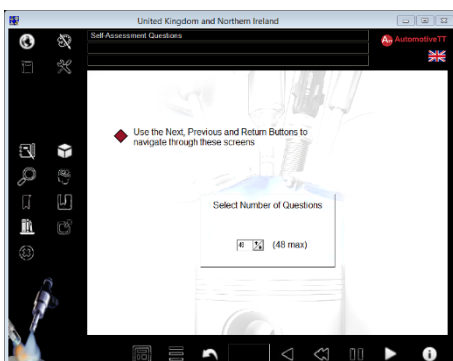 United Kingdom and Northern Ireland
Self-Assessment Questions
AutomotiveTT
Use the Next, Previous and Return Buttons to
navigate through these screens
Select Number of Questions
48 (48 max)